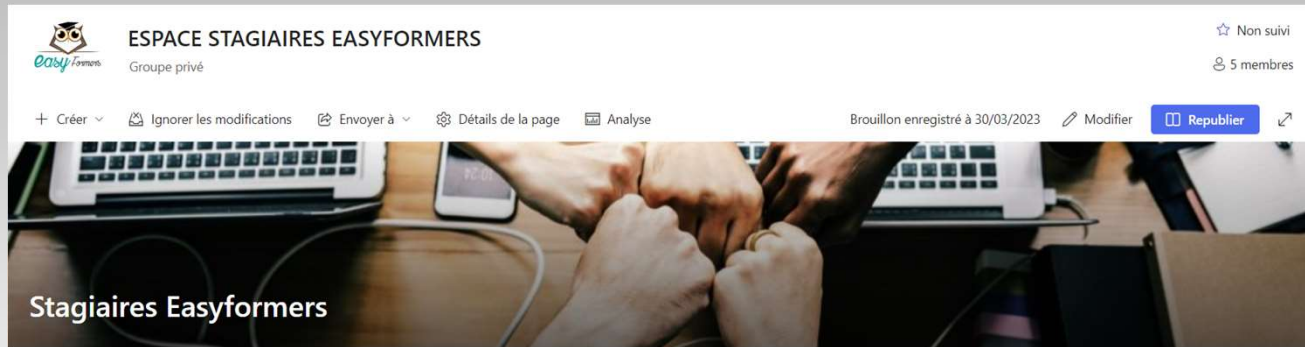 ESPACE STAGIAIRES EASYFORMERS
Non suivi
easy Formers
Groupe privé
5 membres
+ Créer
Ignorer les modifications
Envoyer à
Détails de la page
Analyse
Brouillon enregistré à 30/03/2023
Modifier
Republier
Stagiaires Easyformers